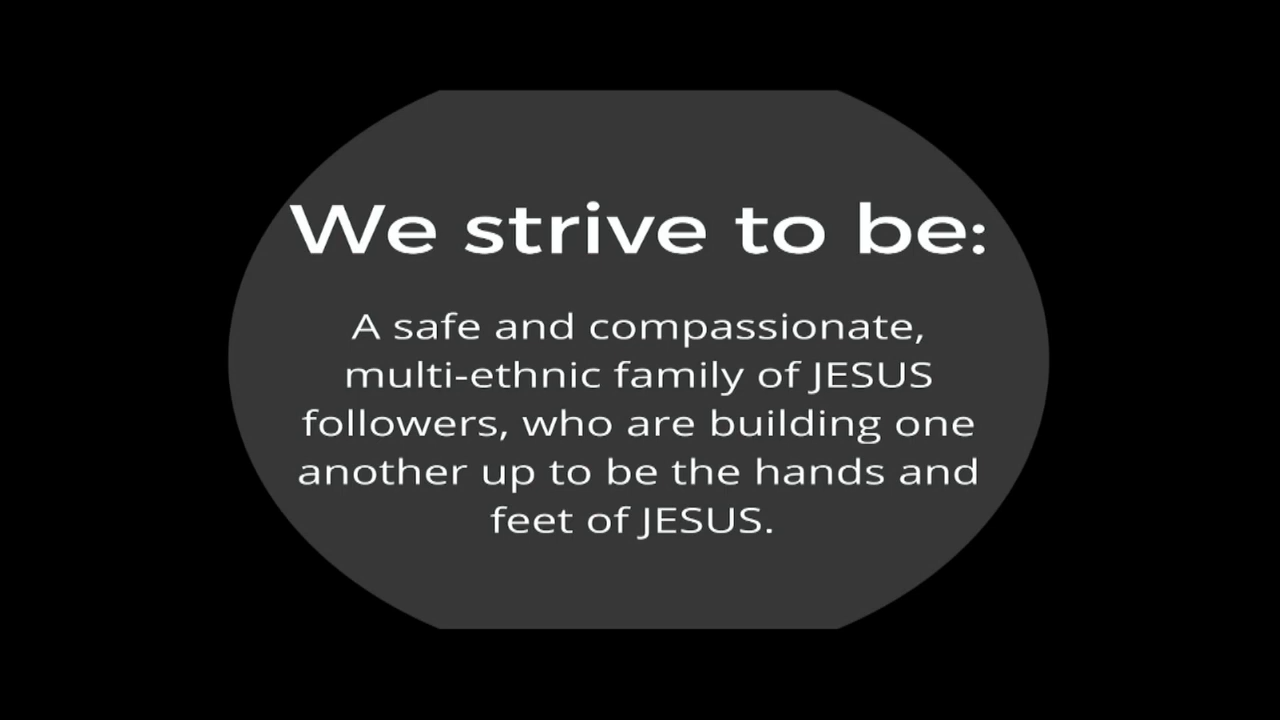 We strive to be:
A safe and compassionate,
multi-ethnic family of JESUS
followers, who are building one
another up to be the hands and
feet of JESUS.